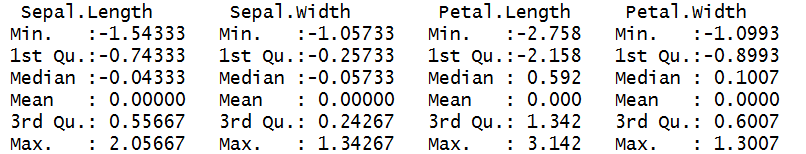 Sepal.Length       Sepal.Width        Petal.Length     Petal.Width
Min.   :-1.54333   Min.   :-1.05733   Min.   :-2.758   Min.   :-1.0993
1st Qu.:-0.74333   1st Qu.:-0.25733   1st Qu.:-2.158   1st Qu.:-0.8993
Median :-0.04333   Median :-0.05733   Median : 0.592   Median : 0.1007
Mean   : 0.00000   Mean   : 0.00000   Mean   : 0.000   Mean   : 0.0000
3rd Qu.: 0.55667   3rd Qu.: 0.24267   3rd Qu.: 1.342   3rd Qu.: 0.6007
Max.   : 2.05667   Max.   : 1.34267   Max.   : 3.142   Max.   : 1.3007